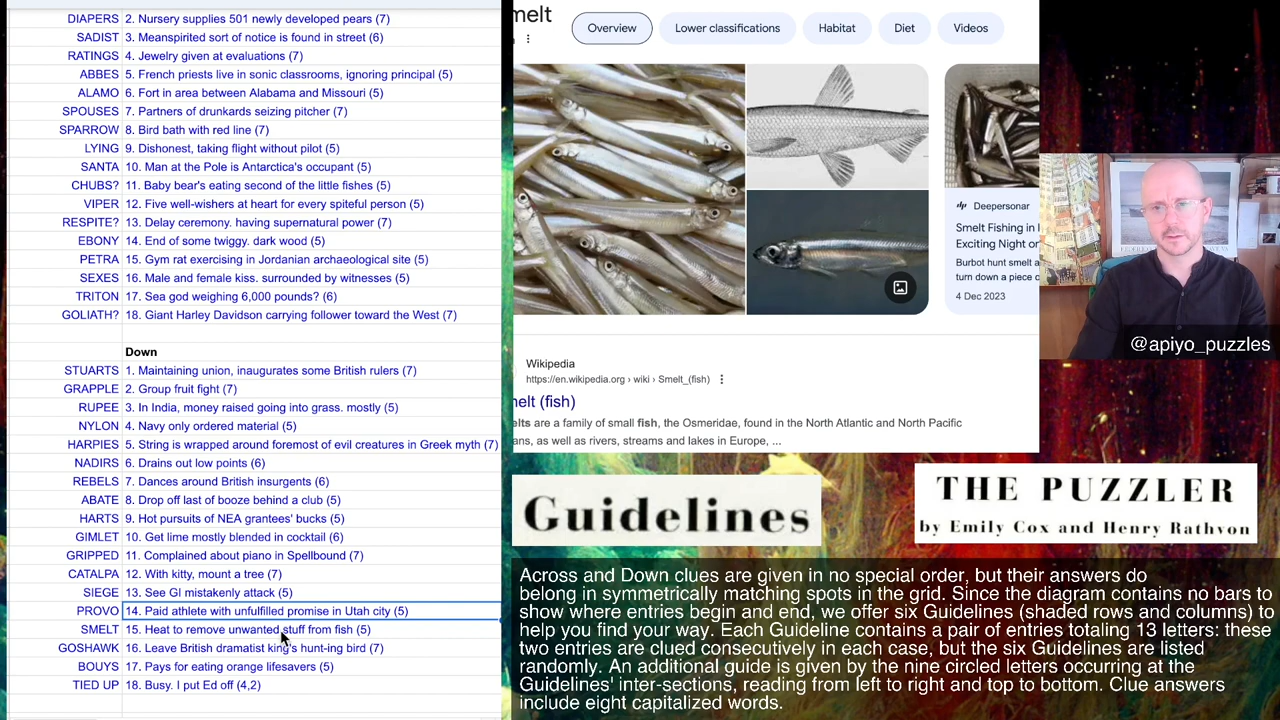 DIAPERS 2. Nursery supplies 501 newly developed pears (7)
SADIST 3. Meanspirited sort of notice is found in street (6)
RATINGS 4. Jewelry given at evaluations (7)
ABBES 5. French priests live in sonic classrooms, ignoring principal (5)
ALAMO 6. Fort in area between Alabama and Missouri (5)
SPOUSES 7. Partners of drunkards seizing pitcher (7)
SPARROW 8. Bird bath with red line (7)
LYING 9. Dishonest, taking flight without pilot (5)
SANTA 10. Man at the Pole is Antarctica's occupant (5)
CHUBS? 11. Baby bear's eating second of the little fishes (5)
VIPER 12. Five well-wishers at heart for every spiteful person (5)
RESPITE? 13. Delay ceremony. having supernatural power (7)
EBONY 14. End of some twiggy. dark wood (5)
PETRA 15. Gym rat exercising in Jordanian archaeological site (5)
SEXES 16. Male and female kiss. surrounded by witnesses (5)
TRITON 17. Sea god weighing 6,000 pounds? (6)
GOLIATH? 18. Giant Harley Davidson carrying follower toward the West (7)
Down
STUARTS 1. Maintaining union, inaugurates some British rulers (7)
GRAPPLE 2. Group fruit fight (7)
RUPEE 3. In India, money raised going into grass. mostly (5)
NYLON 4. Navy only ordered material (5)
HARPIES 5. String is wrapped around foremost of evil creatures in Greek myth (7)
NADIRS 6. Drains out low points (6)
REBELS 7. Dances around British insurgents (6)
ABATE 8. Drop off last of booze behind a club (5)
HARTS 9. Hot pursuits of NEA grantees' bucks (5)
GIMLET 10. Get lime mostly blended in cocktail (6)
GRIPPED 11. Complained about piano in Spellbound (7)
CATALPA 12. With kitty, mount a tree (7)
SIEGE 13. See GI mistakenly attack (5)
PROVO 14. Paid athlete with unfulfilled promise in Utah city (5)
SMELT 15. Heat to remove unwanted stuff from fish (5)
GOSHAWK 16. Leave British dramatist king's hunt-ing bird (7)
BOUYS 17. Pays for eating orange lifesavers (5)
TIED UP 18. Busy. I put Ed off (4,2)
melt
Overview Lower classifications Habitat Diet Videos
Deepersonar
Smelt Fishing in
Exciting Night or
Burbot hunt smelt a
turn down a piece c
4 Dec 2023
Wikipedia
https://en.wikipedia.org › wiki › Smelt_(fish)
melt (fish)
elts are a family of small fish, the Osmeridae, found in the North Atlantic and North Pacific
ans, as well as rivers, streams and lakes in Europe, ...
@apiyo_puzzles
Guidelines
THE PUZZLER
by Emily Cox and Henry Rathvon
Across and Down clues are given in no special order, but their answers do
belong in symmetrically matching spots in the grid. Since the diagram contains no bars to
show where entries begin and end, we offer six Guidelines (shaded rows and columns) to
help you find your way. Each Guideline contains a pair of entries totaling 13 letters: these
two entries are clued consecutively in each case, but the six Guidelines are listed
randomly. An additional guide is given by the nine circled letters occurring at the
Guidelines' inter-sections, reading from left to right and top to bottom. Clue answers
include eight capitalized words.